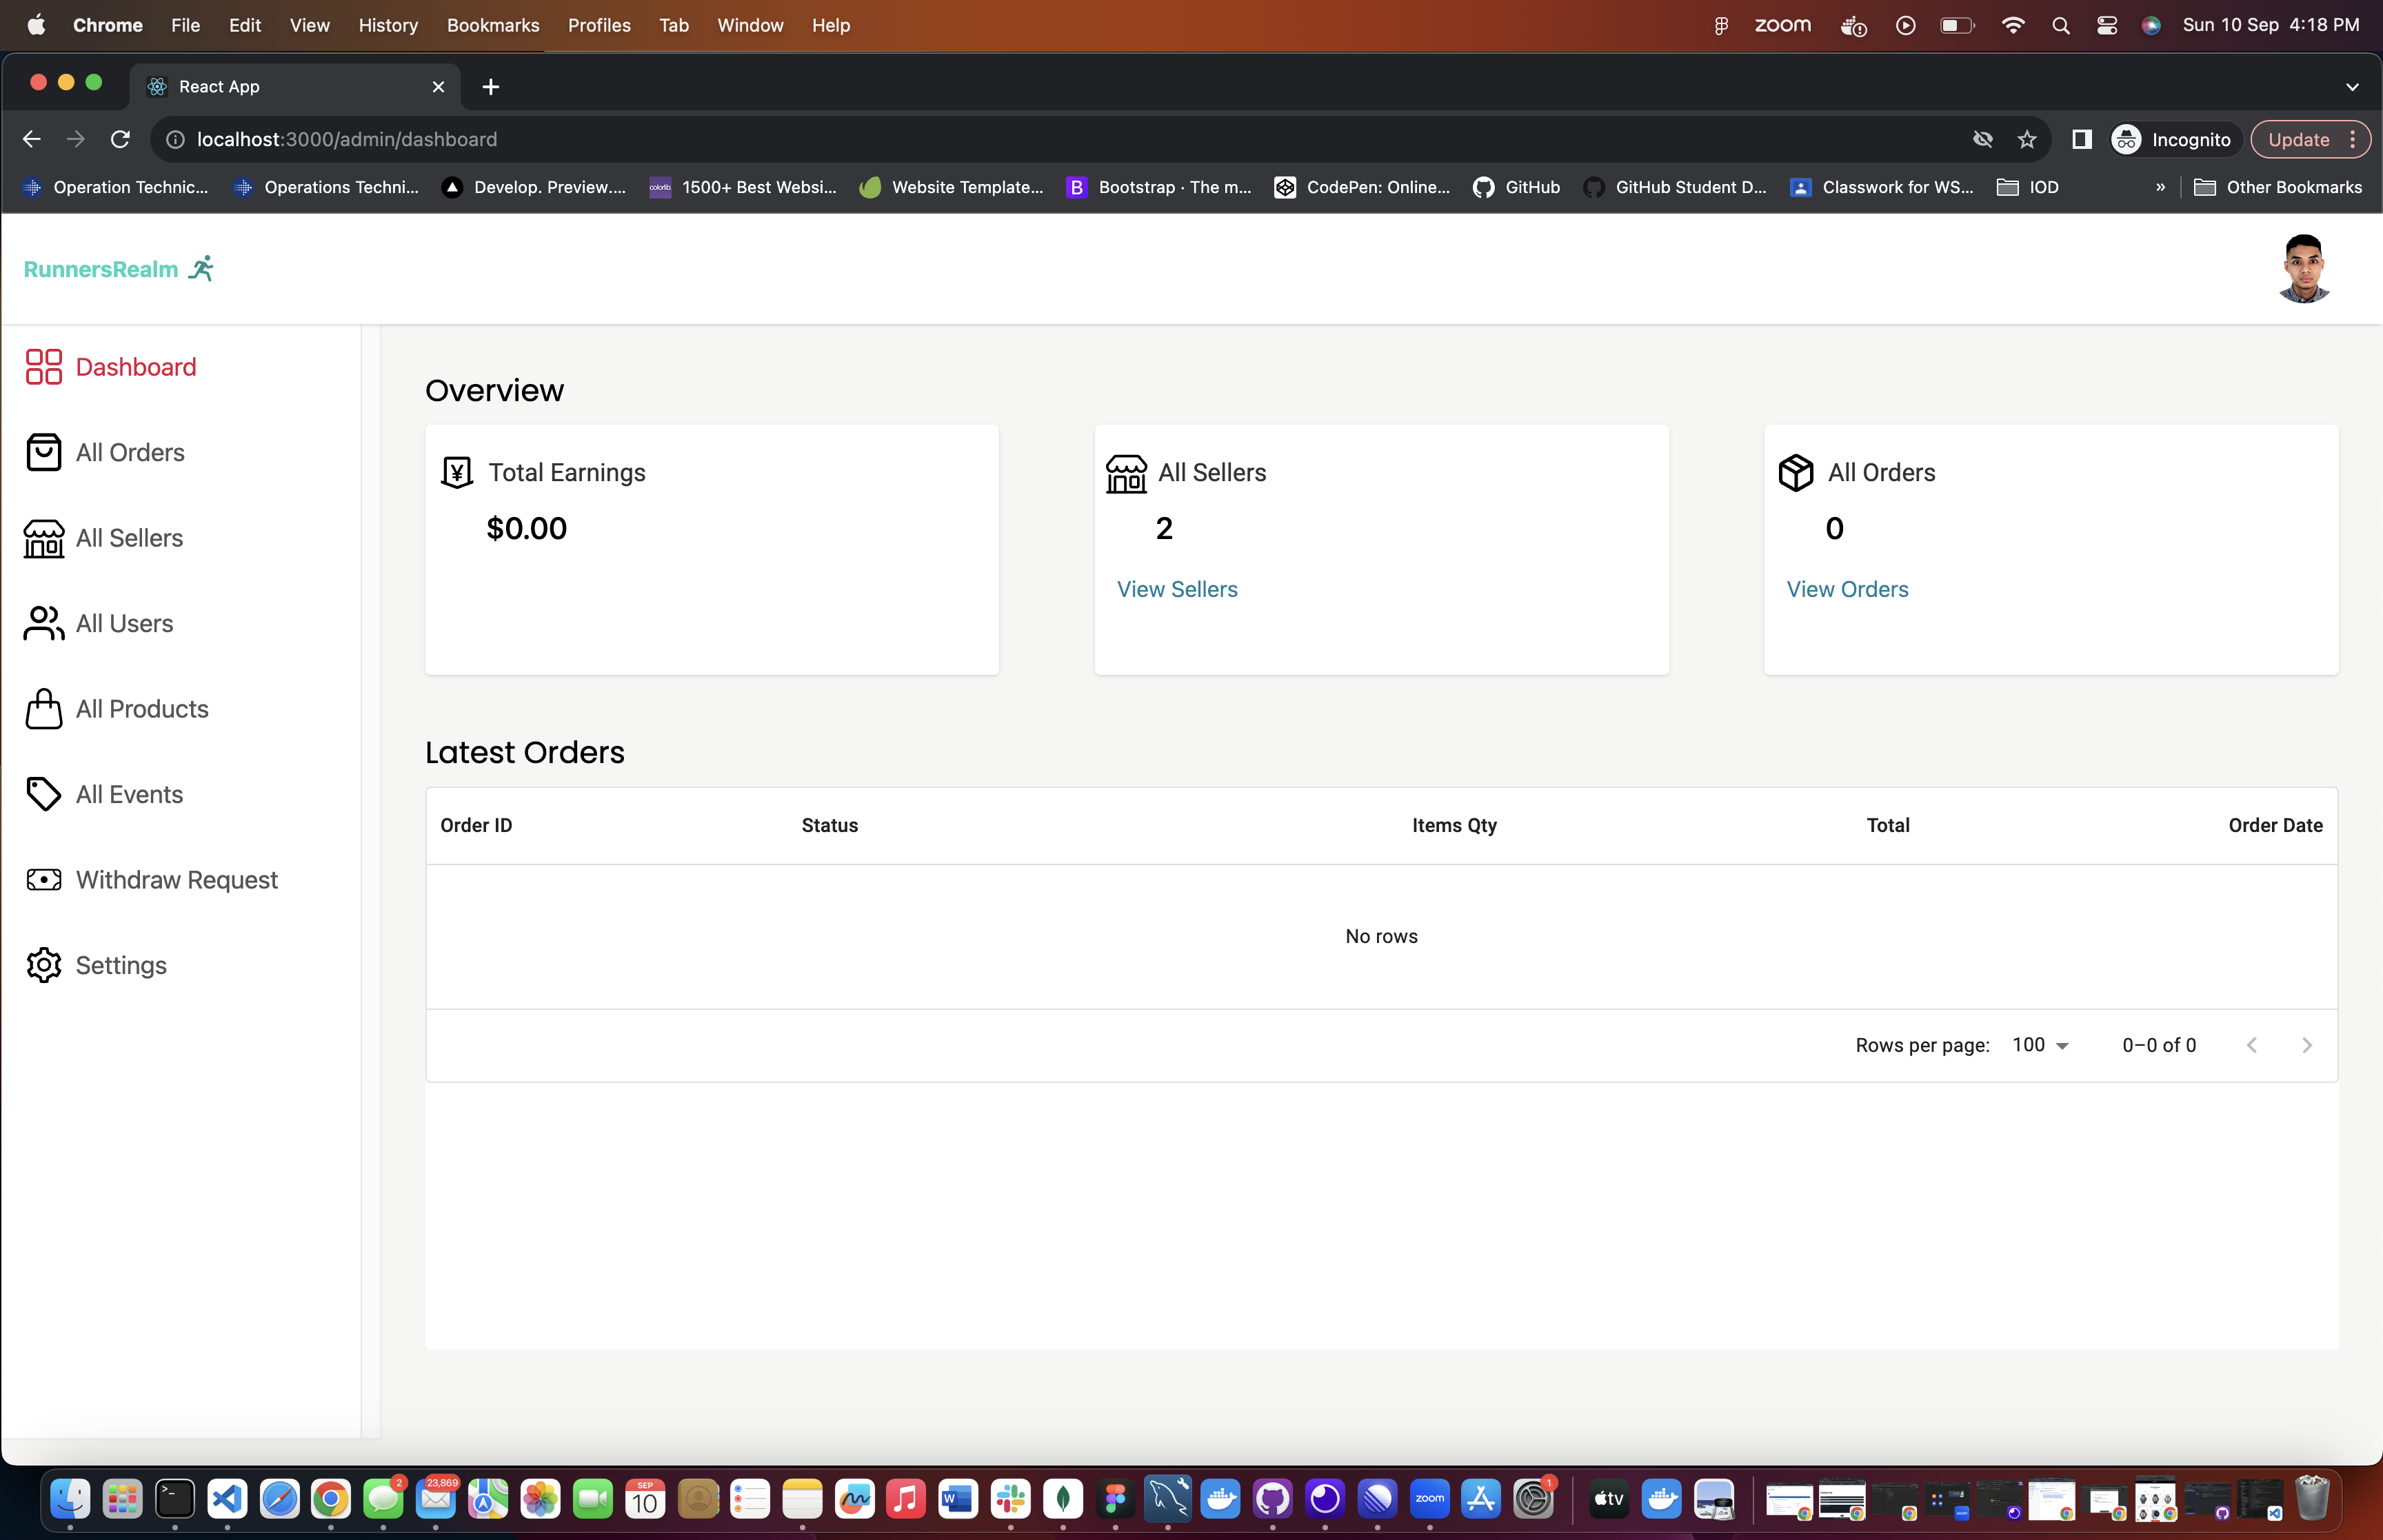 Chrome File Edit View History Bookmarks Profiles Tab Window Help zoom Sun 10 Sep 4:18 PM
React App
localhost:3000/admin/dashboard Incognito Update
Operation Technic... Operations Techni... Develop. Preview.... colorlib 1500+ Best Websi... Website Template... B Bootstrap · The m... CodePen: Online... GitHub GitHub Student D... Classwork for WS... IOD » Other Bookmarks
RunnersRealm
Dashboard
All Orders
All Sellers
All Users
All Products
All Events
Withdraw Request
Settings
Overview
¥ Total Earnings
$0.00
All Sellers
2
View Sellers
All Orders
0
View Orders
Latest Orders
Order ID Status Items Qty Total Order Date
No rows
Rows per page: 100 0–0 of 0
2 23,869 SEP 10 W zoom 1 tv